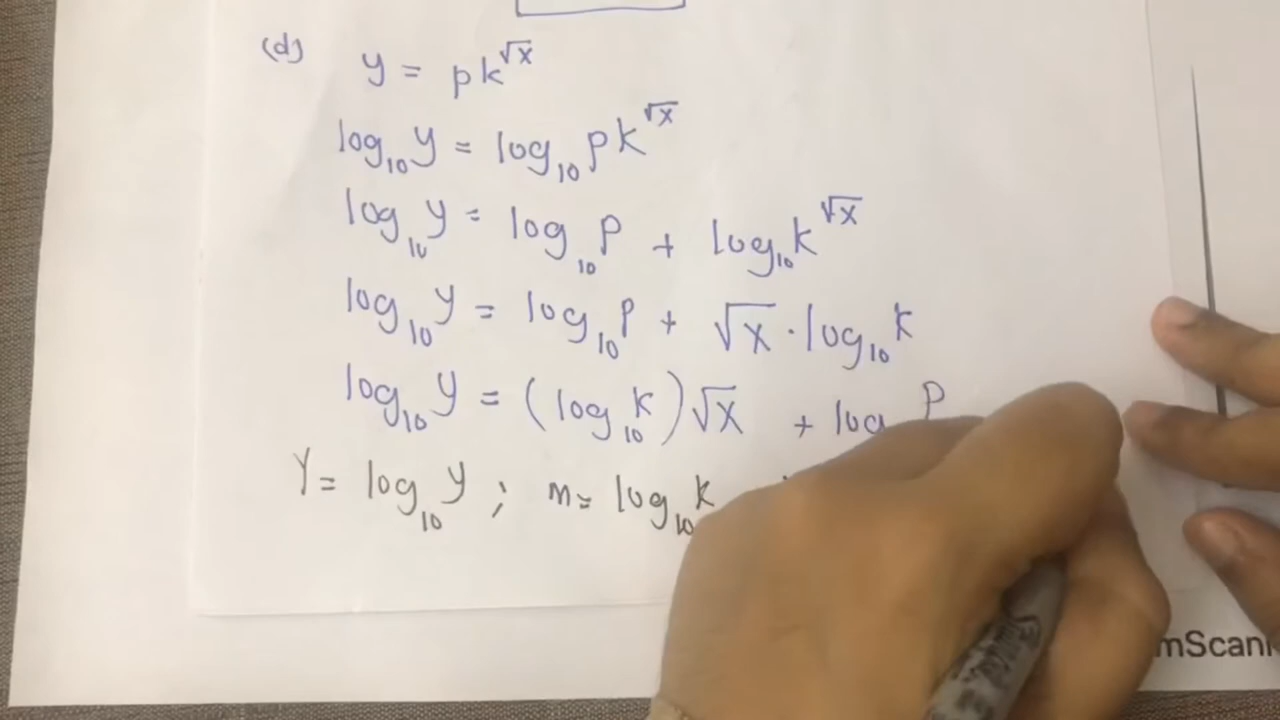 (d) y = pk^√x
log₁₀ y = log₁₀ pk^√x
log₁₀ y = log₁₀ p + log₁₀ k^√x
log₁₀ y = log₁₀ p + √x · log₁₀ k
log₁₀ y = (log₁₀ k)√x + log p
Y = log₁₀ y ; m = log₁₀ k
mScan